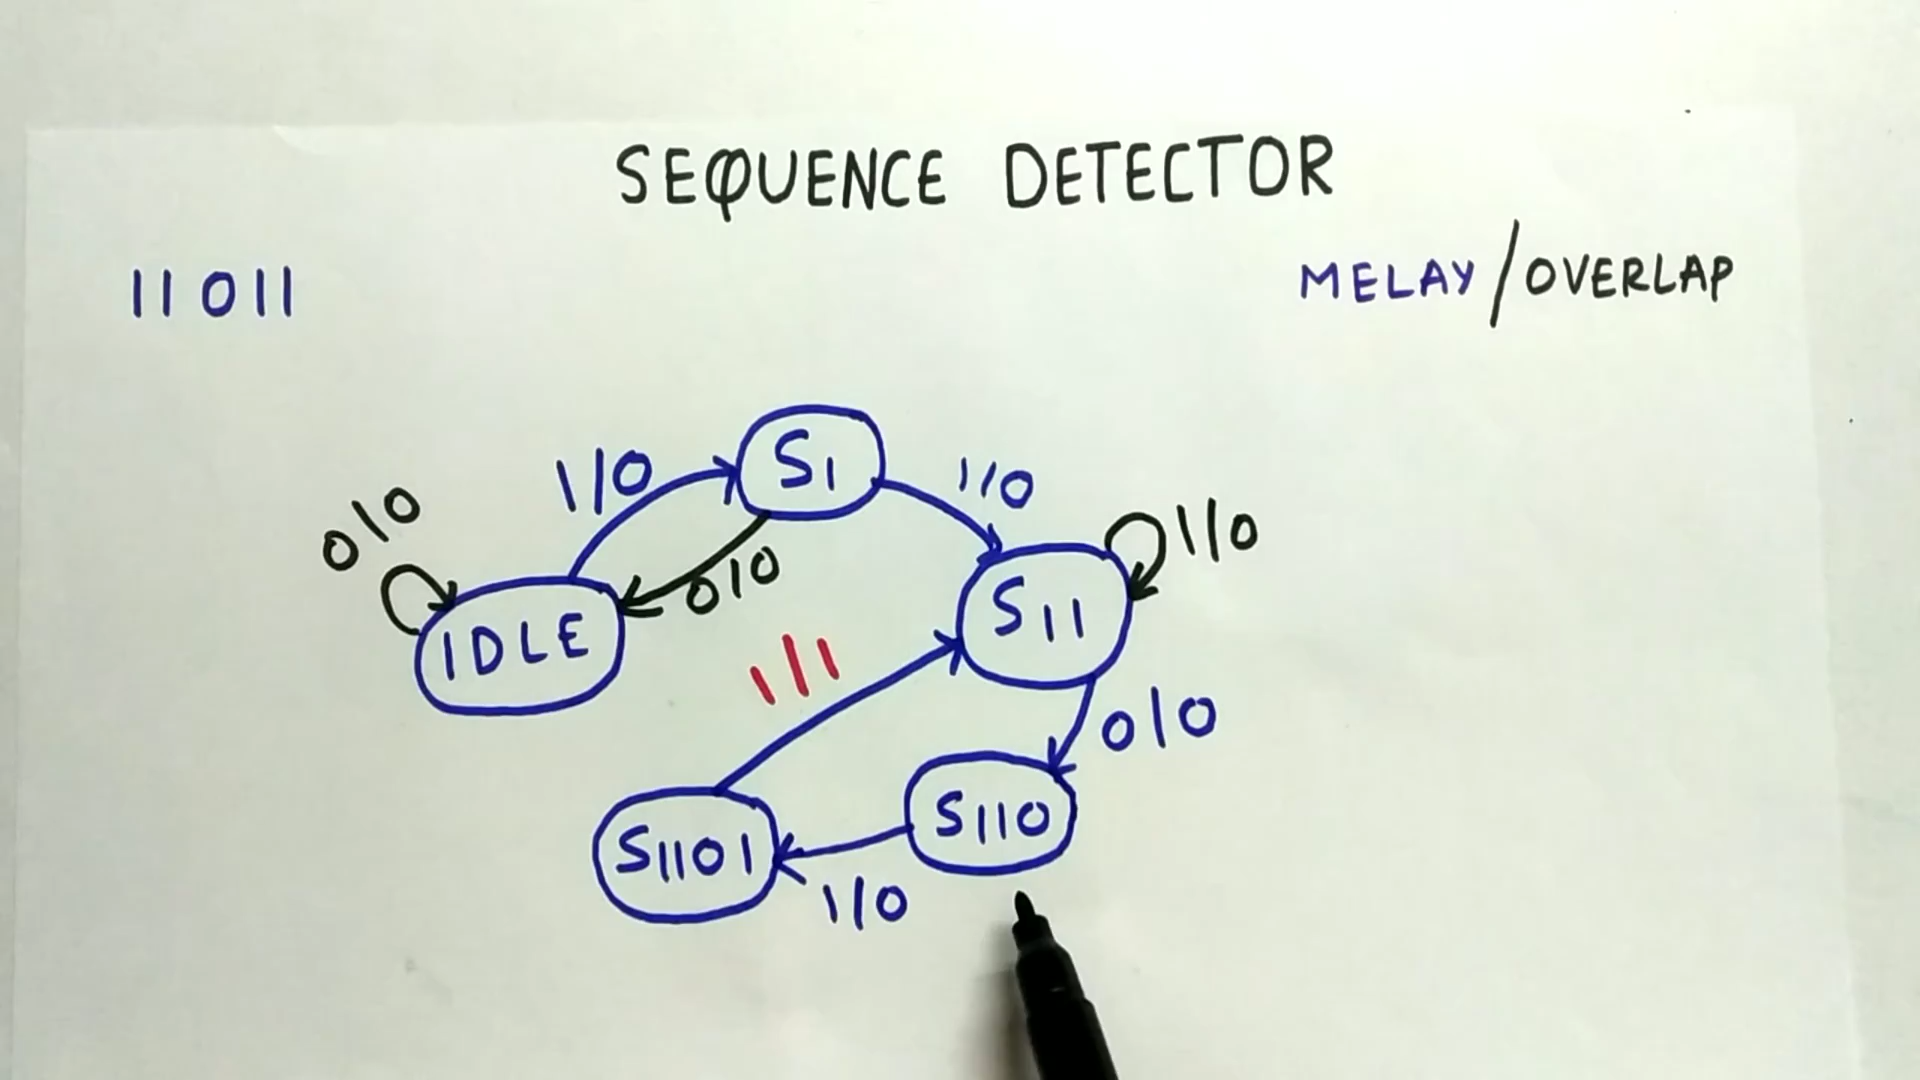 SEQUENCE DETECTOR
11011
MELAY/OVERLAP
S1
1/0
1/0
0/0
1/0
0/0
S11
IDLE
1/1
0/0
S110
S1101
1/0